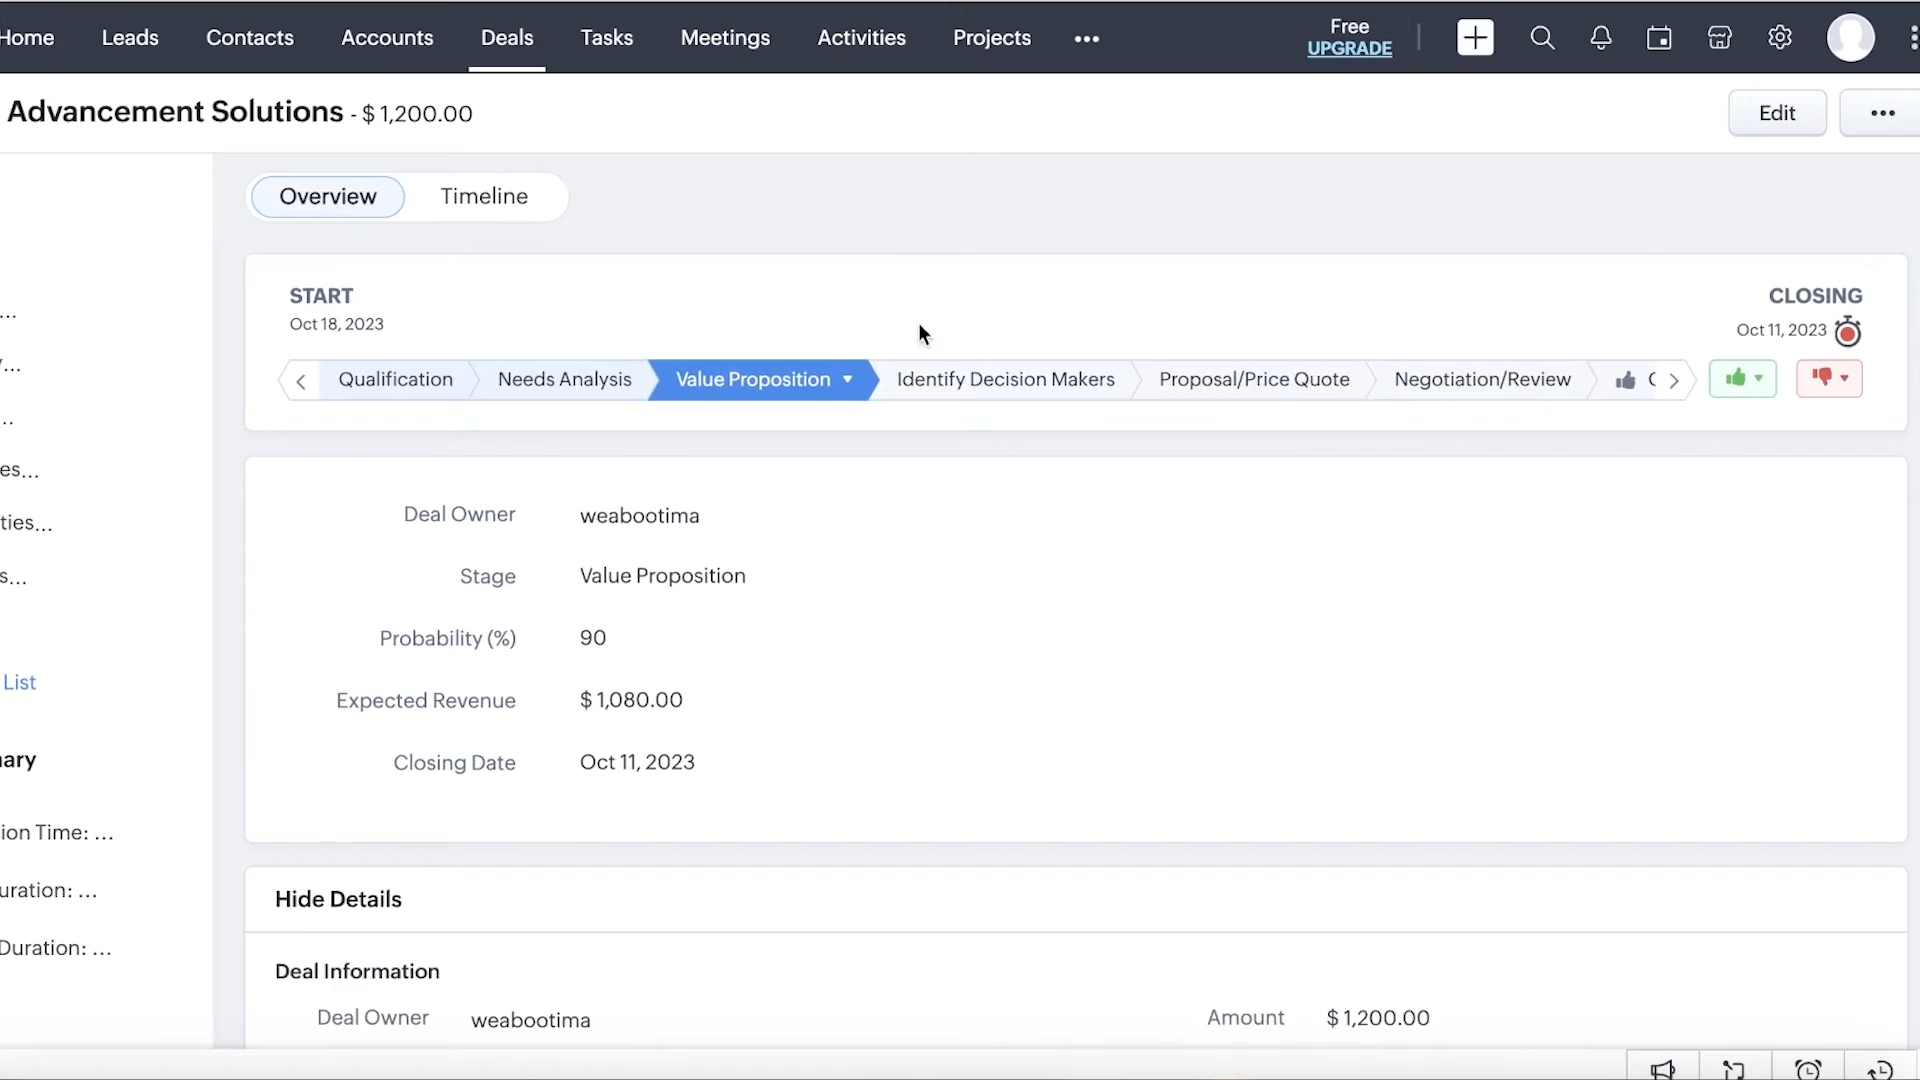 Home Leads Contacts Accounts Deals Tasks Meetings Activities Projects ••• Free
UPGRADE
Advancement Solutions - $ 1,200.00 Edit •••
Overview Timeline
START CLOSING
Oct 18, 2023 Oct 11, 2023
Qualification Needs Analysis Value Proposition Identify Decision Makers Proposal/Price Quote Negotiation/Review
Deal Owner weabootima
es...
ties...
Stage Value Proposition
s...
Probability (%) 90
List
Expected Revenue $ 1,080.00
Closing Date Oct 11, 2023
nary
ion Time: ...
uration: ...
Hide Details
Duration: ...
Deal Information
Deal Owner weabootima Amount $ 1,200.00